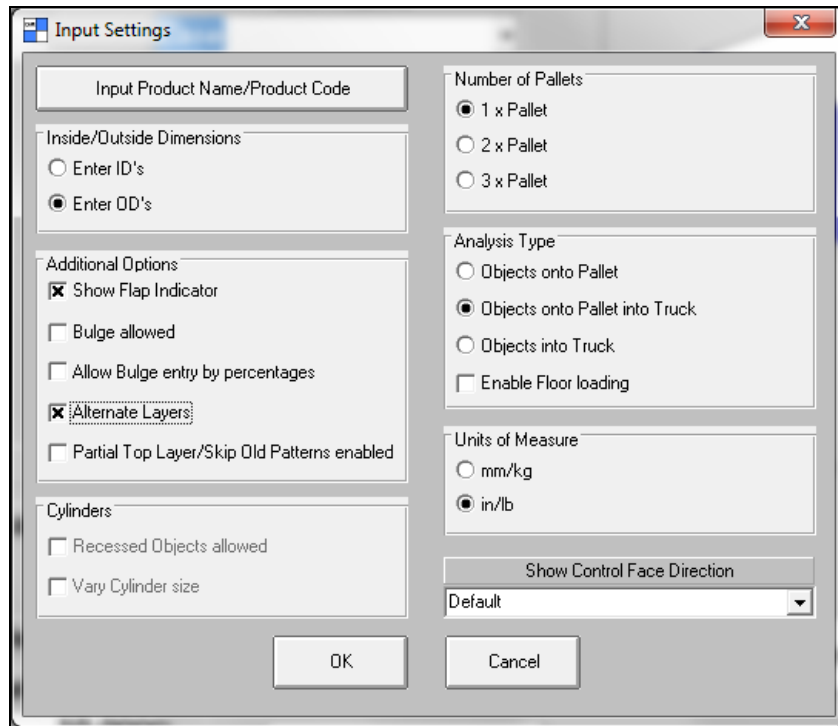 Input Settings
Input Product Name/Product Code
Inside/Outside Dimensions
Enter ID's
Enter OD's
Additional Options
Show Flap Indicator
Bulge allowed
Allow Bulge entry by percentages
Alternate Layers
Partial Top Layer/Skip Old Patterns enabled
Cylinders
Recessed Objects allowed
Vary Cylinder size
Number of Pallets
1 x Pallet
2 x Pallet
3 x Pallet
Analysis Type
Objects onto Pallet
Objects onto Pallet into Truck
Objects into Truck
Enable Floor loading
Units of Measure
mm/kg
in/lb
Show Control Face Direction
Default
OK
Cancel